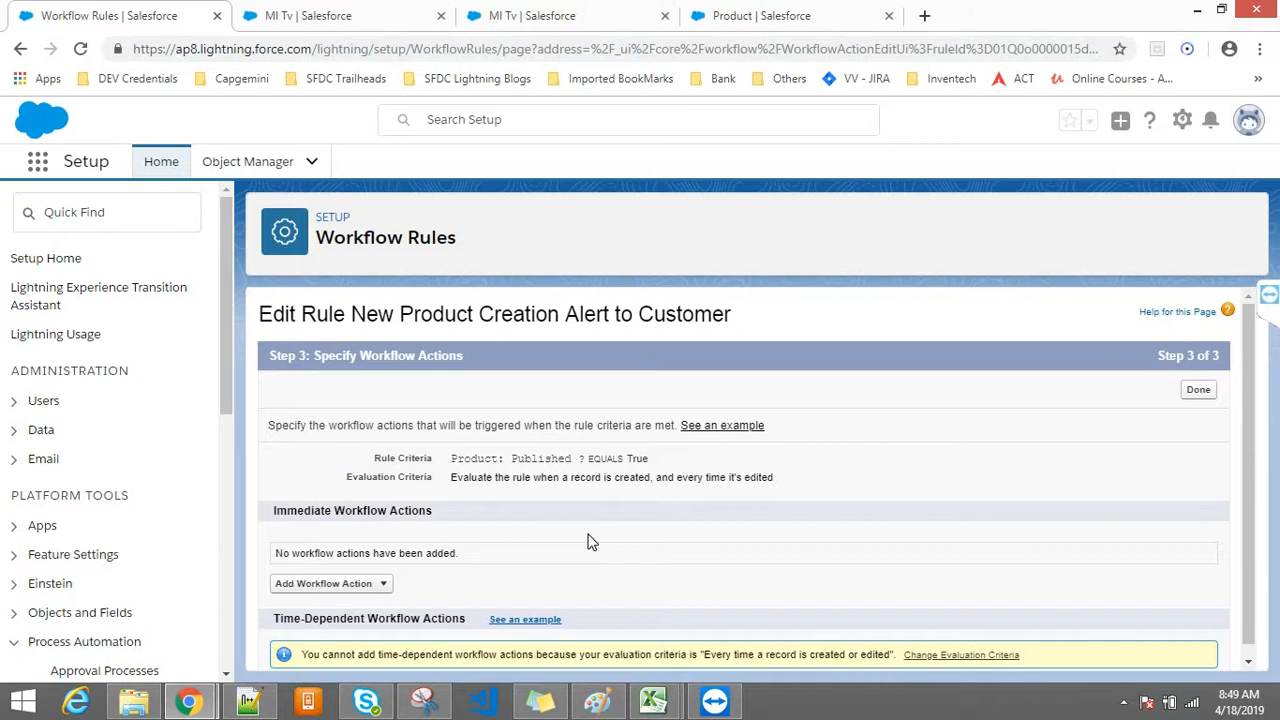 Workflow Rules | Salesforce
MI Tv | Salesforce
MI Tv | Salesforce
Product | Salesforce
https://ap8.lightning.force.com/lightning/setup/WorkflowRules/page?address=%2F_ui%2Fcore%2Fworkflow%2FWorkflowActionEditUi%3FruleId%3D01Q0o0000015d...
Apps
DEV Credentials
Capgemini
SFDC Trailheads
SFDC Lightning Blogs
Imported BookMarks
Bank
Others
VV - JIRA
Inventech
ACT
Online Courses - A...
»
Search Setup
Setup
Home
Object Manager
Quick Find
Setup Home
Lightning Experience Transition
Assistant
Lightning Usage
ADMINISTRATION
Users
Data
Email
PLATFORM TOOLS
Apps
Feature Settings
Einstein
Objects and Fields
Process Automation
Approval Processes
SETUP
Workflow Rules
Edit Rule New Product Creation Alert to Customer
Help for this Page
Step 3: Specify Workflow Actions
Step 3 of 3
Done
Specify the workflow actions that will be triggered when the rule criteria are met. See an example
Rule Criteria Product: Published ? EQUALS True
Evaluation Criteria Evaluate the rule when a record is created, and every time it's edited
Immediate Workflow Actions
No workflow actions have been added.
Add Workflow Action
Time-Dependent Workflow Actions See an example
You cannot add time-dependent workflow actions because your evaluation criteria is "Every time a record is created or edited". Change Evaluation Criteria
8:49 AM
4/18/2019